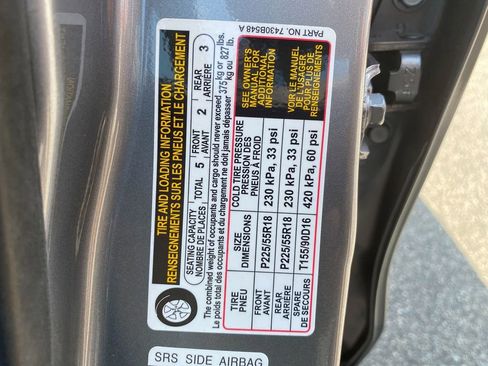 PART NO. 7430B548 A
TIRE AND LOADING INFORMATION
RENSEIGNEMENTS SUR LES PNEUS ET LE CHARGEMENT
SEATING CAPACITY TOTAL 5 FRONT 2 REAR 3
NOMBRE DE PLACES AVANT ARRIÈRE
The combined weight of occupants and cargo should never exceed 375 kg or 827 lbs.
Le poids total des occupants et du chargement ne doit jamais dépasser kg ou lb.
TIRE SIZE COLD TIRE PRESSURE
PNEU DIMENSIONS PRESSION DES
PNEUS À FROID
FRONT P225/55R18 230 kPa, 33 psi
AVANT
REAR P225/55R18 230 kPa, 33 psi
ARRIÈRE
SPARE T155/90D16 420 kPa, 60 psi
DE SECOURS
SEE OWNER'S
MANUAL FOR
ADDITIONAL
INFORMATION
VOIR LE MANUEL
DE L'USAGER
POUR PLUS DE
RENSEIGNEMENTS
SRS SIDE AIRBAG